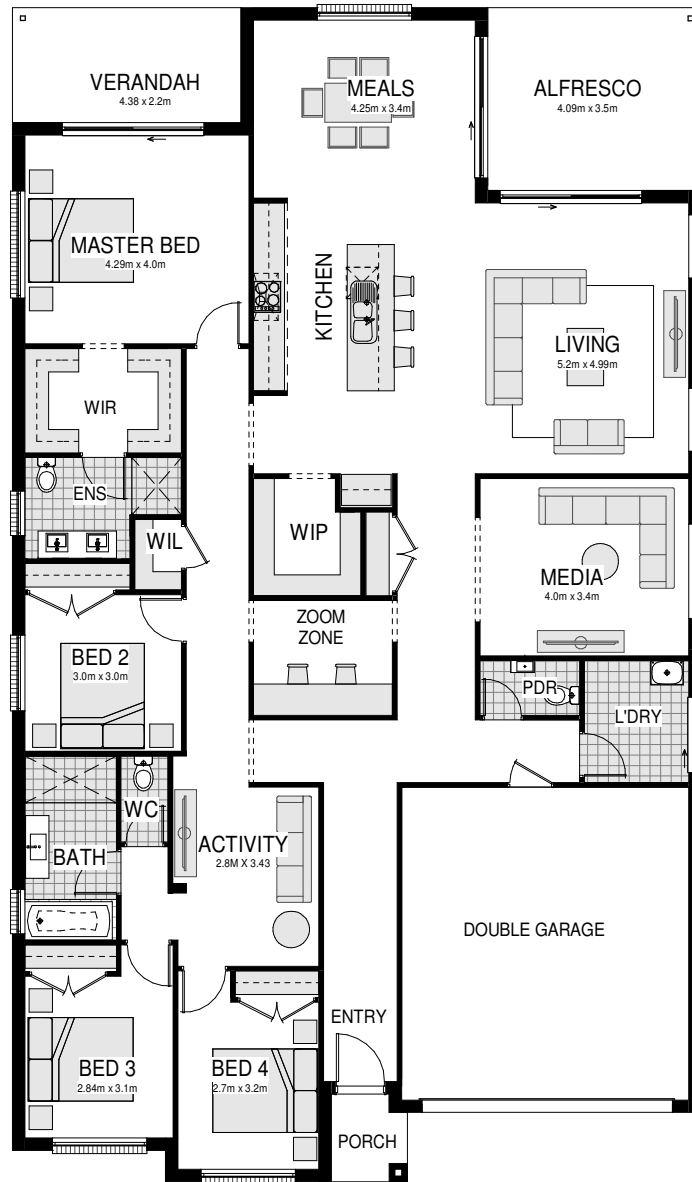 VERANDAH
4.38 x 2.2m
MEALS
4.25m x 3.4m
ALFRESCO
4.09m x 3.5m
MASTER BED
4.29m x 4.0m
KITCHEN
LIVING
5.2m x 4.99m
WIR
ENS
WIL
WIP
MEDIA
4.0m x 3.4m
ZOOM
ZONE
BED 2
3.0m x 3.0m
PDR
L'DRY
WC
BATH
ACTIVITY
2.8M X 3.43
DOUBLE GARAGE
ENTRY
BED 3
2.84m x 3.1m
BED 4
2.7m x 3.2m
PORCH